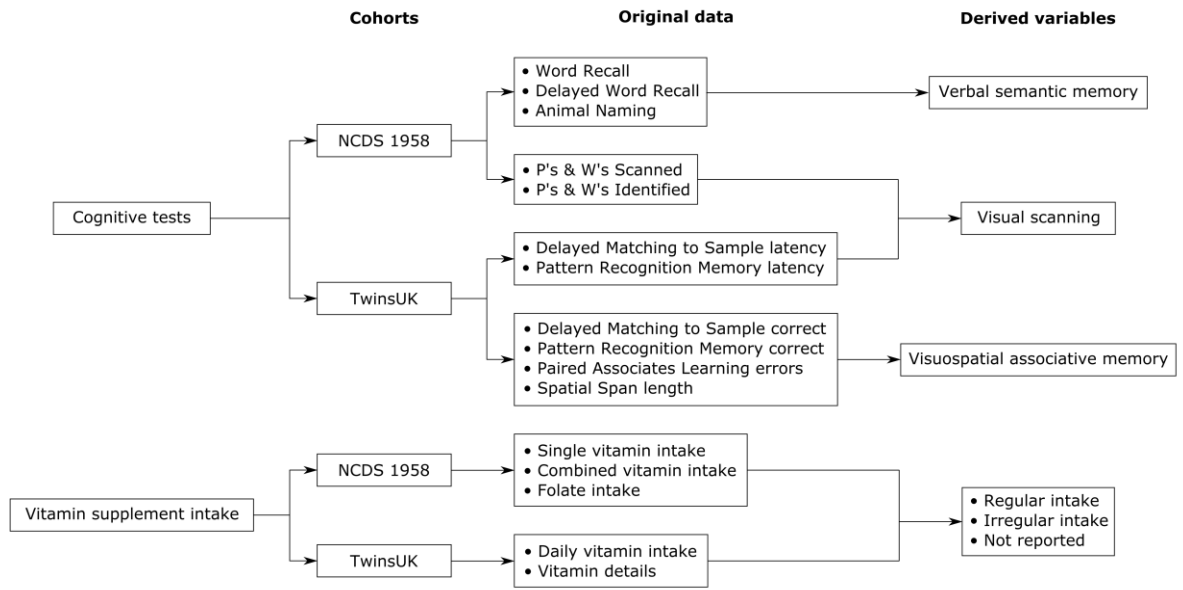 Cohorts
Original data
Derived variables
• Word Recall
• Delayed Word Recall
• Animal Naming
Verbal semantic memory
NCDS 1958
• P's & W's Scanned
• P's & W's Identified
Cognitive tests
Visual scanning
• Delayed Matching to Sample latency
• Pattern Recognition Memory latency
TwinsUK
• Delayed Matching to Sample correct
• Pattern Recognition Memory correct
• Paired Associates Learning errors
• Spatial Span length
Visuospatial associative memory
NCDS 1958
• Single vitamin intake
• Combined vitamin intake
• Folate intake
Vitamin supplement intake
• Regular intake
• Irregular intake
• Not reported
TwinsUK
• Daily vitamin intake
• Vitamin details